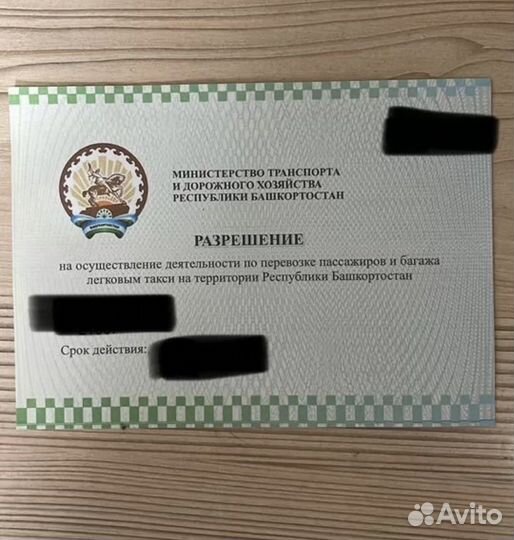 МИНИСТЕРСТВО ТРАНСПОРТА
И ДОРОЖНОГО ХОЗЯЙСТВА
РЕСПУБЛИКИ БАШКОРТОСТАН
РАЗРЕШЕНИЕ
на осуществление деятельности по перевозке пассажиров и багажа
легковым такси на территории Республики Башкортостан
Срок действия:
Avito